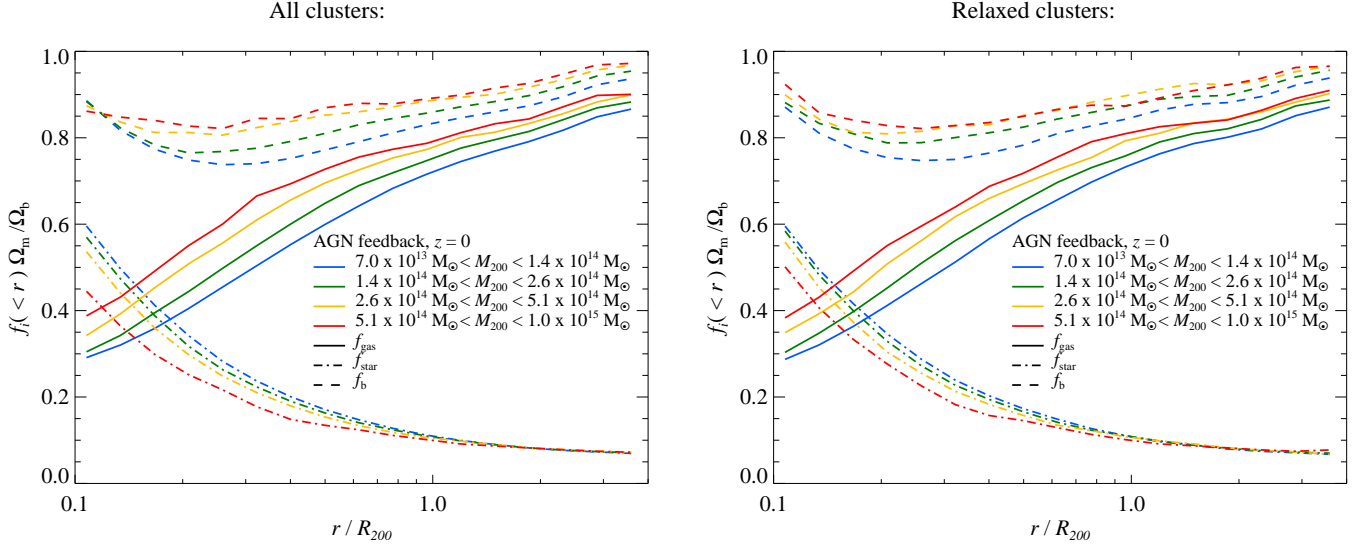 All clusters:
1.0
0.8
0.6
0.4
0.2
0.0
f_i(< r) Ω_m/Ω_b
AGN feedback, z = 0
7.0 x 10^13 M_⊙< M_200 < 1.4 x 10^14 M_⊙
1.4 x 10^14 M_⊙< M_200 < 2.6 x 10^14 M_⊙
2.6 x 10^14 M_⊙< M_200 < 5.1 x 10^14 M_⊙
5.1 x 10^14 M_⊙< M_200 < 1.0 x 10^15 M_⊙
f_gas
f_star
f_b
0.1
1.0
r / R_200
Relaxed clusters:
1.0
0.8
0.6
0.4
0.2
0.0
f_i(< r) Ω_m/Ω_b
AGN feedback, z = 0
7.0 x 10^13 M_⊙< M_200 < 1.4 x 10^14 M_⊙
1.4 x 10^14 M_⊙< M_200 < 2.6 x 10^14 M_⊙
2.6 x 10^14 M_⊙< M_200 < 5.1 x 10^14 M_⊙
5.1 x 10^14 M_⊙< M_200 < 1.0 x 10^15 M_⊙
f_gas
f_star
f_b
0.1
1.0
r / R_200